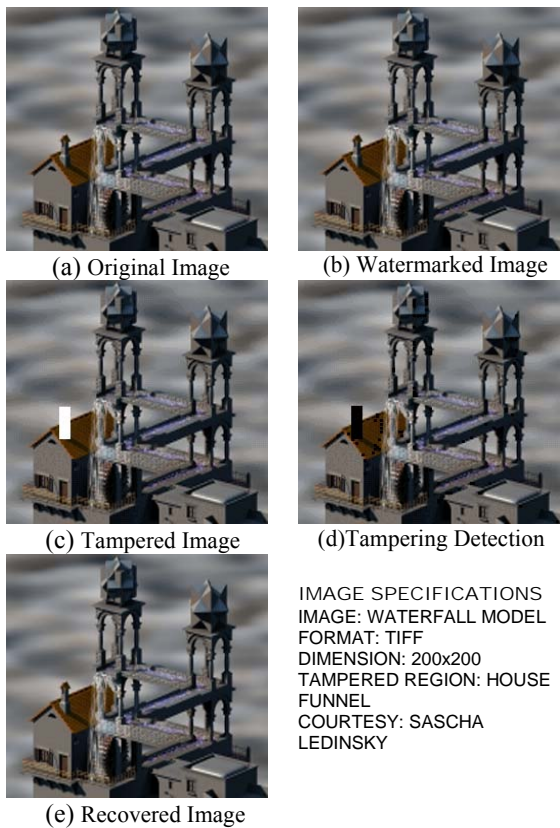 (a) Original Image
(b) Watermarked Image
(c) Tampered Image
(d)Tampering Detection
(e) Recovered Image
IMAGE SPECIFICATIONS
IMAGE: WATERFALL MODEL
FORMAT: TIFF
DIMENSION: 200x200
TAMPERED REGION: HOUSE
FUNNEL
COURTESY: SASCHA
LEDINSKY